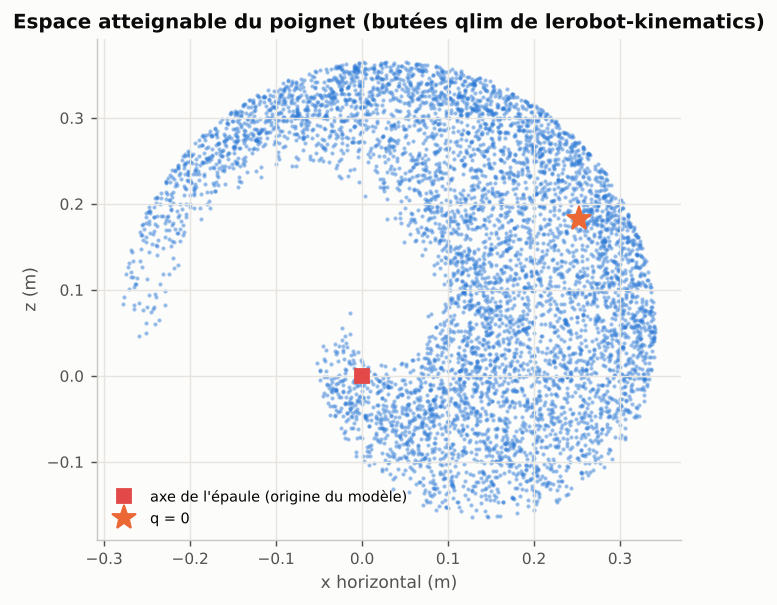 Espace atteignable du poignet (butées qlim de lerobot-kinematics)
z (m)
0.3
0.2
0.1
0.0
−0.1
axe de l'épaule (origine du modèle)
q = 0
−0.3 −0.2 −0.1 0.0 0.1 0.2 0.3
x horizontal (m)